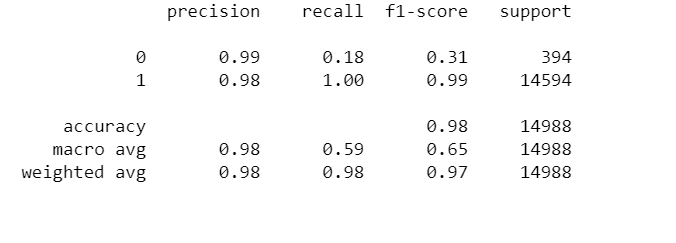 precision recall f1-score support
0 0.99 0.18 0.31 394
1 0.98 1.00 0.99 14594
accuracy 0.98 14988
macro avg 0.98 0.59 0.65 14988
weighted avg 0.98 0.98 0.97 14988